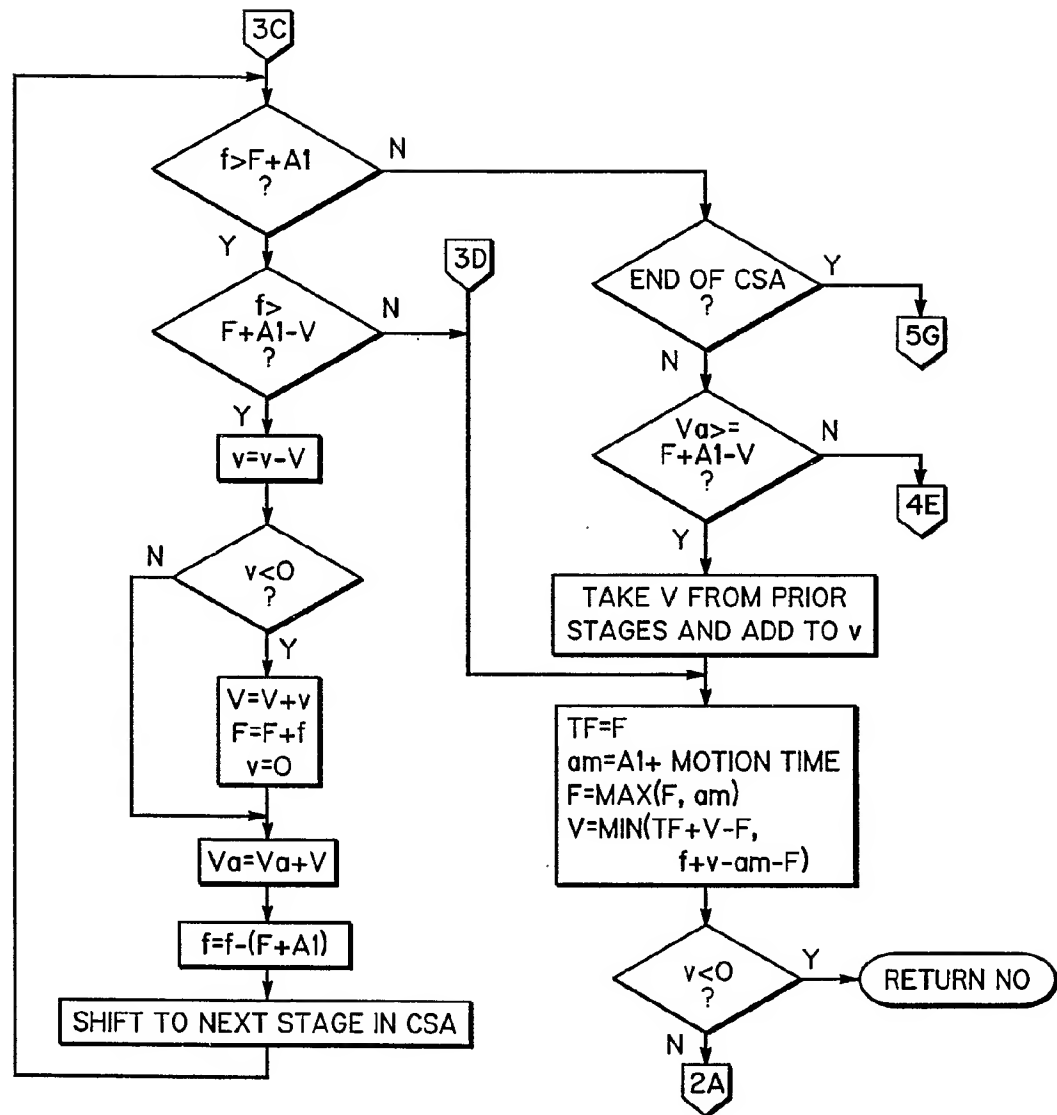 3C
f>F+A1
?
N
Y
f>
F+A1-V
?
N
Y
3D
v=v-V
v<0
?
N
Y
V=V+v
F=F+f
v=0
Va=Va+V
f=f-(F+A1)
SHIFT TO NEXT STAGE IN CSA
END OF CSA
?
Y
5G
N
Va>=
F+A1-V
?
N
4E
Y
TAKE V FROM PRIOR
STAGES AND ADD TO v
TF=F
am=A1+ MOTION TIME
F=MAX(F, am)
V=MIN(TF+V-F,
f+v-am-F)
v<0
?
Y
RETURN NO
N
2A